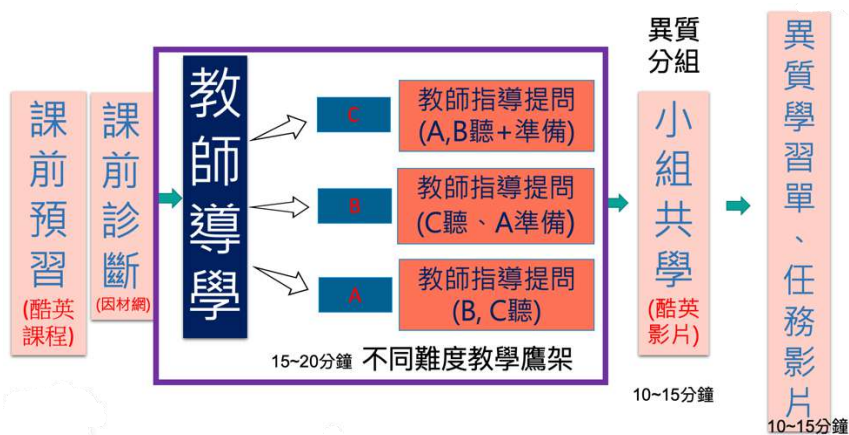 課前預習
(酷英
課程)
課前診斷
(因材網)
教師導學
C
教師指導提問
(A,B聽+準備)
B
教師指導提問
(C聽、A準備)
A
教師指導提問
(B, C聽)
15~20分鐘 不同難度教學鷹架
異質
分組
小組共學
(酷英
影片)
10~15分鐘
異質學習單、任務影片
10~15分鐘